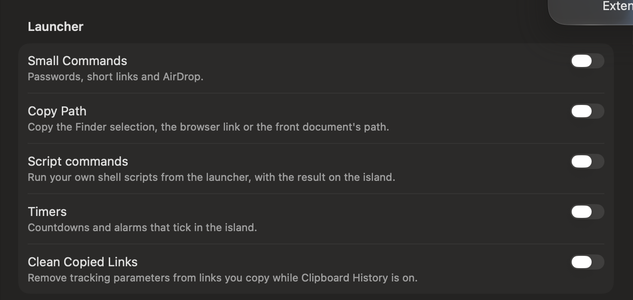 Exten
Launcher
Small Commands
Passwords, short links and AirDrop.
Copy Path
Copy the Finder selection, the browser link or the front document's path.
Script commands
Run your own shell scripts from the launcher, with the result on the island.
Timers
Countdowns and alarms that tick in the island.
Clean Copied Links
Remove tracking parameters from links you copy while Clipboard History is on.